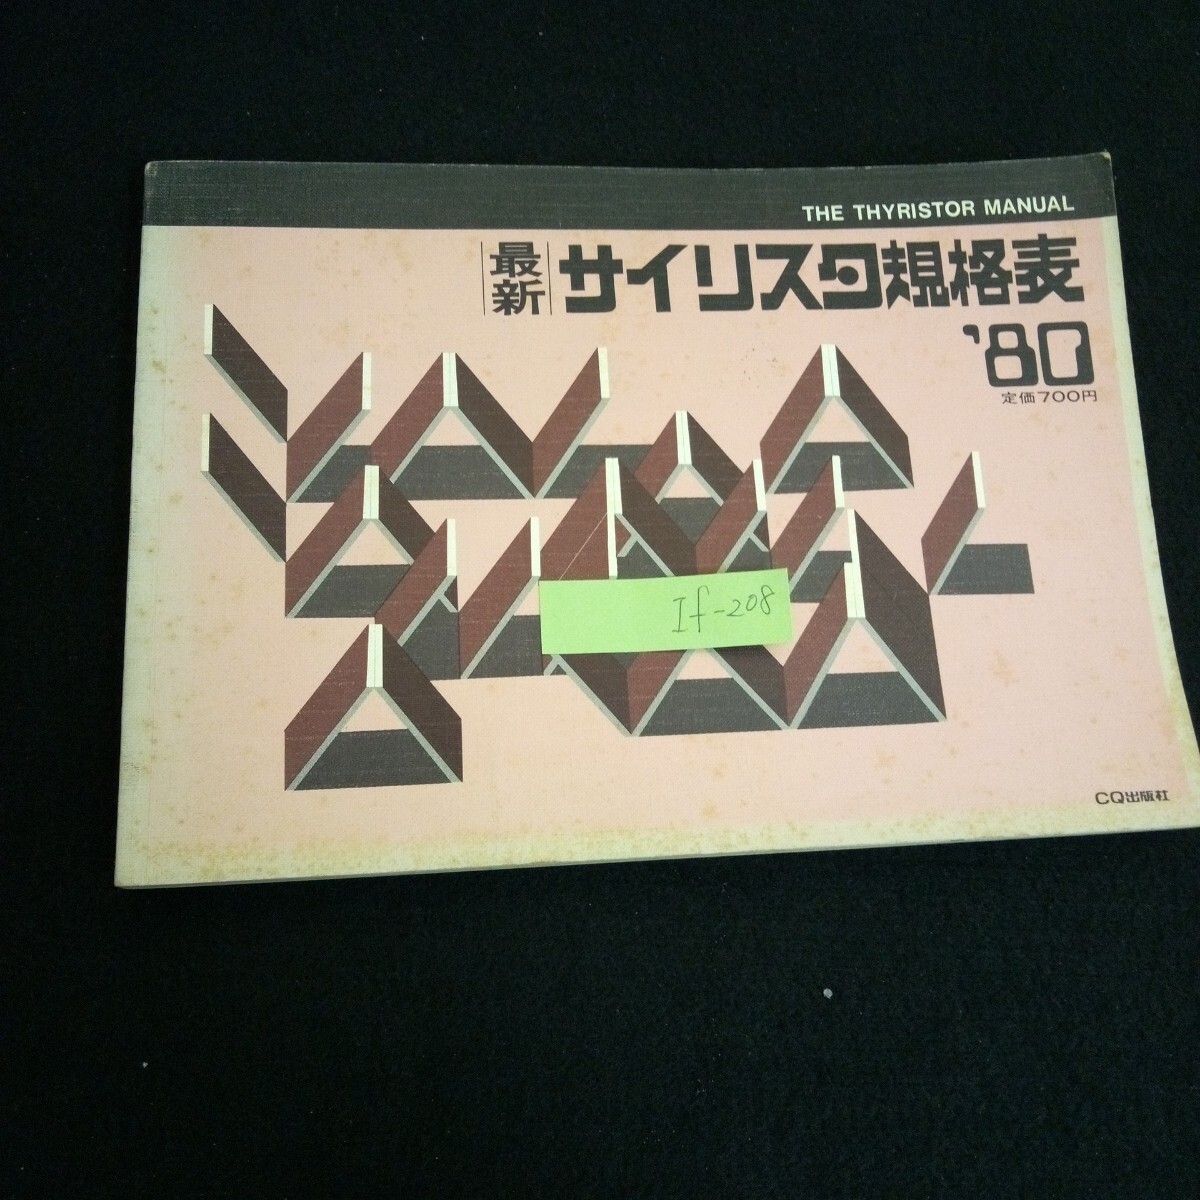 THE THYRISTOR MANUAL
最新 サイリスタ規格表
'80
定価700円
If-208
CQ出版社